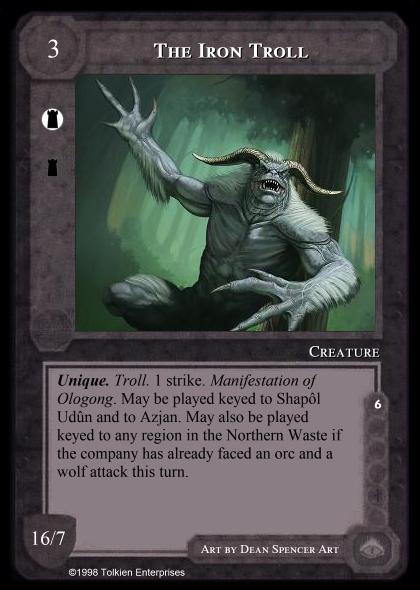 3
THE IRON TROLL
CREATURE
Unique. Troll. 1 strike. Manifestation of
Ologong. May be played keyed to Shapôl
Udûn and to Azjan. May also be played
keyed to any region in the Northern Waste if
the company has already faced an orc and a
wolf attack this turn.
6
16/7
ART BY DEAN SPENCER ART
©1998 Tolkien Enterprises